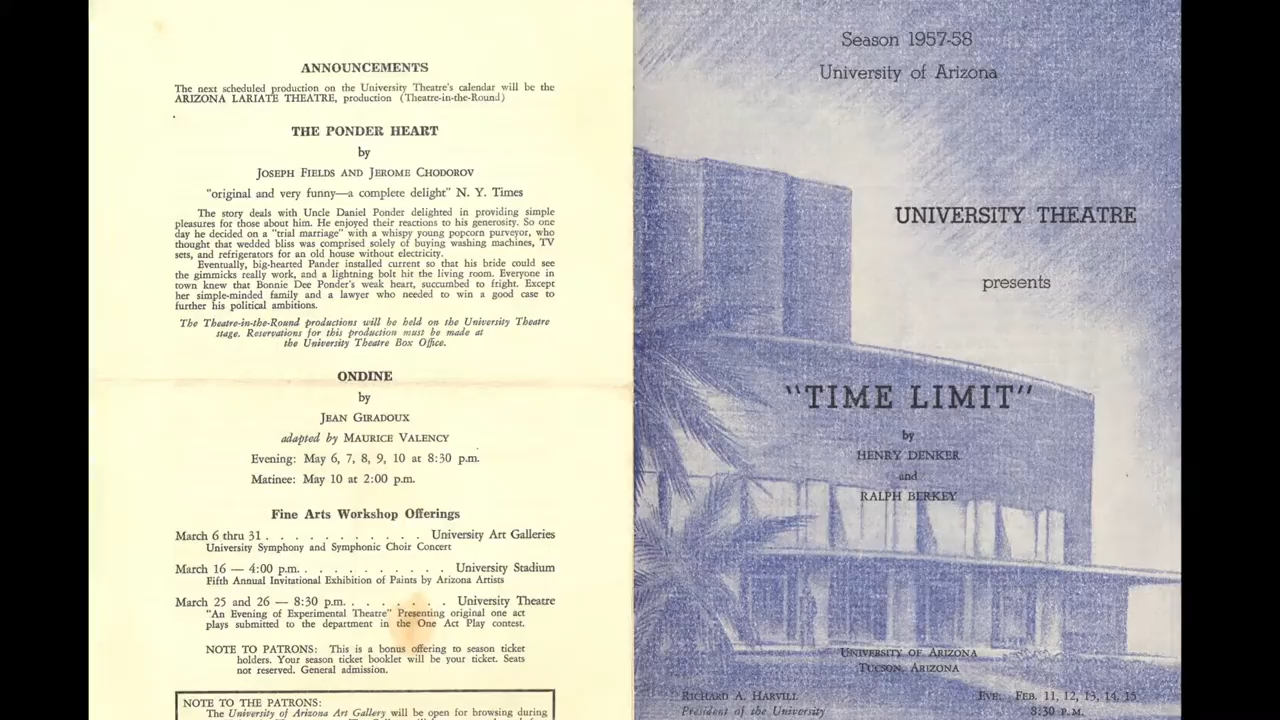 ANNOUNCEMENTS
The next scheduled production on the University Theatre's calendar will be the
ARIZONA LARIATE THEATRE, production (Theatre-in-the-Round)
THE PONDER HEART
by
JOSEPH FIELDS AND JEROME CHODOROV
"original and very funny—a complete delight" N. Y. Times
The story deals with Uncle Daniel Ponder delighted in providing simple
pleasures for those about him. He enjoyed their reactions to his generosity. So one
day he decided on a "trial marriage" with a whispy young popcorn purveyor, who
thought that wedded bliss was comprised solely of buying washing machines, TV
sets, and refrigerators for an old house without electricity.
Eventually, big-hearted Pander installed current so that his bride could see
the gimmicks really work, and a lightning bolt hit the living room. Everyone in
town knew that Bonnie Dee Ponder's weak heart, succumbed to fright. Except
her simple-minded family and a lawyer who needed to win a good case to
further his political ambitions.
The Theatre-in-the-Round productions will be held on the University Theatre
stage. Reservations for this production must be made at
the University Theatre Box Office.
ONDINE
by
JEAN GIRADOUX
adapted by MAURICE VALENCY
Evening: May 6, 7, 8, 9, 10 at 8:30 p.m.
Matinee: May 10 at 2:00 p.m.
Fine Arts Workshop Offerings
March 6 thru 31 . . . . . . . . . . . University Art Galleries
University Symphony and Symphonic Choir Concert
March 16 — 4:00 p.m. . . . . . . . . . University Stadium
Fifth Annual Invitational Exhibition of Paints by Arizona Artists
March 25 and 26 — 8:30 p.m. . . . . . . University Theatre
"An Evening of Experimental Theatre" Presenting original one act
plays submitted to the department in the One Act Play contest.
NOTE TO PATRONS: This is a bonus offering to season ticket
holders. Your season ticket booklet will be your ticket. Seats
not reserved. General admission.
NOTE TO THE PATRONS:
The University of Arizona Art Gallery will be open for browsing during
Season 1957-58
University of Arizona
UNIVERSITY THEATRE
presents
"TIME LIMIT"
by
HENRY DENKER
and
RALPH BERKEY
UNIVERSITY OF ARIZONA
TUCSON, ARIZONA
RICHARD A. HARVILL
President of the University
EVE. FEB. 11, 12, 13, 14, 15
8:30 P.M.